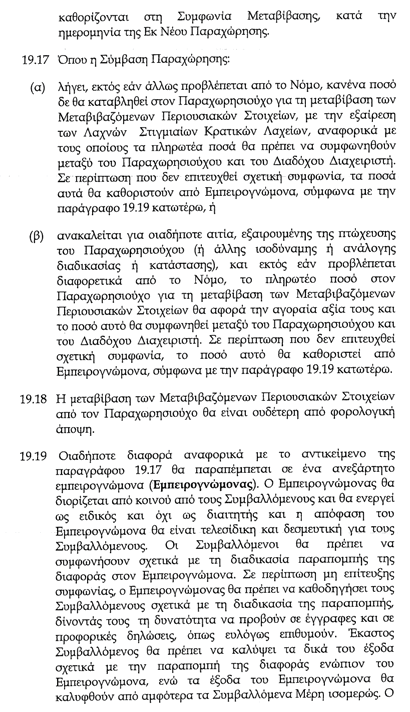 καθορίζονται στη Συμφωνία Μεταβίβασης, κατά την
ημερομηνία της Εκ Νέου Παραχώρησης.
19.17 Όπου η Σύμβαση Παραχώρησης:
(α) λήγει, εκτός εάν άλλως προβλέπεται από το Νόμο, κανένα ποσό
δε θα καταβληθεί στον Παραχωρησιούχο για τη μεταβίβαση των
Μεταβιβαζόμενων Περιουσιακών Στοιχείων, με την εξαίρεση
των Λαχνών Στιγμιαίων Κρατικών Λαχείων, αναφορικά με
τους οποίους τα πληρωτέα ποσά θα πρέπει να συμφωνηθούν
μεταξύ του Παραχωρησιούχου και του Διαδόχου Διαχειριστή.
Σε περίπτωση που δεν επιτευχθεί σχετική συμφωνία, τα ποσά
αυτά θα καθοριστούν από Εμπειρογνώμονα, σύμφωνα με την
παράγραφο 19.19 κατωτέρω, ή
(β) ανακαλείται για οιαδήποτε αιτία, εξαιρουμένης της πτώχευσης
του Παραχωρησιούχου (ή άλλης ισοδύναμης ή ανάλογης
διαδικασίας ή κατάστασης), και εκτός εάν προβλέπεται
διαφορετικά από το Νόμο, το πληρωτέο ποσό στον
Παραχωρησιούχο για τη μεταβίβαση των Μεταβιβαζόμενων
Περιουσιακών Στοιχείων θα αφορά την αγοραία αξία τους και
το ποσό αυτό θα συμφωνηθεί μεταξύ του Παραχωρησιούχου και
του Διαδόχου Διαχειριστή. Σε περίπτωση που δεν επιτευχθεί
σχετική συμφωνία, το ποσό αυτό θα καθοριστεί από
Εμπειρογνώμονα, σύμφωνα με την παράγραφο 19.19 κατωτέρω.
19.18 Η μεταβίβαση των Μεταβιβαζόμενων Περιουσιακών Στοιχείων
από τον Παραχωρησιούχο θα είναι ουδέτερη από φορολογική
άποψη.
19.19 Οιαδήποτε διαφορά αναφορικά με το αντικείμενο της
παραγράφου 19.17 θα παραπέμπεται σε ένα ανεξάρτητο
εμπειρογνώμονα (Εμπειρογνώμονας). Ο Εμπειρογνώμονας θα
διορίζεται από κοινού από τους Συμβαλλόμενους και θα ενεργεί
ως ειδικός και όχι ως διαιτητής και η απόφαση του
Εμπειρογνώμονα θα είναι τελεσίδικη και δεσμευτική για τους
Συμβαλλόμενους. Οι Συμβαλλόμενοι θα πρέπει να
συμφωνήσουν σχετικά με τη διαδικασία παραπομπής της
διαφοράς στον Εμπειρογνώμονα. Σε περίπτωση μη επίτευξης
συμφωνίας, ο Εμπειρογνώμονας θα πρέπει να καθοδηγήσει τους
Συμβαλλόμενους σχετικά με τη διαδικασία της παραπομπής,
δίνοντάς τους τη δυνατότητα να προβούν σε έγγραφες και σε
προφορικές δηλώσεις, όπως ευλόγως επιθυμούν. Έκαστος
Συμβαλλόμενος θα πρέπει να καλύψει τα δικά του έξοδα
σχετικά με την παραπομπή της διαφοράς ενώπιον του
Εμπειρογνώμονα, ενώ τα έξοδα του Εμπειρογνώμονα θα
καλυφθούν από αμφότερα τα Συμβαλλόμενα Μέρη ισομερώς. Ο